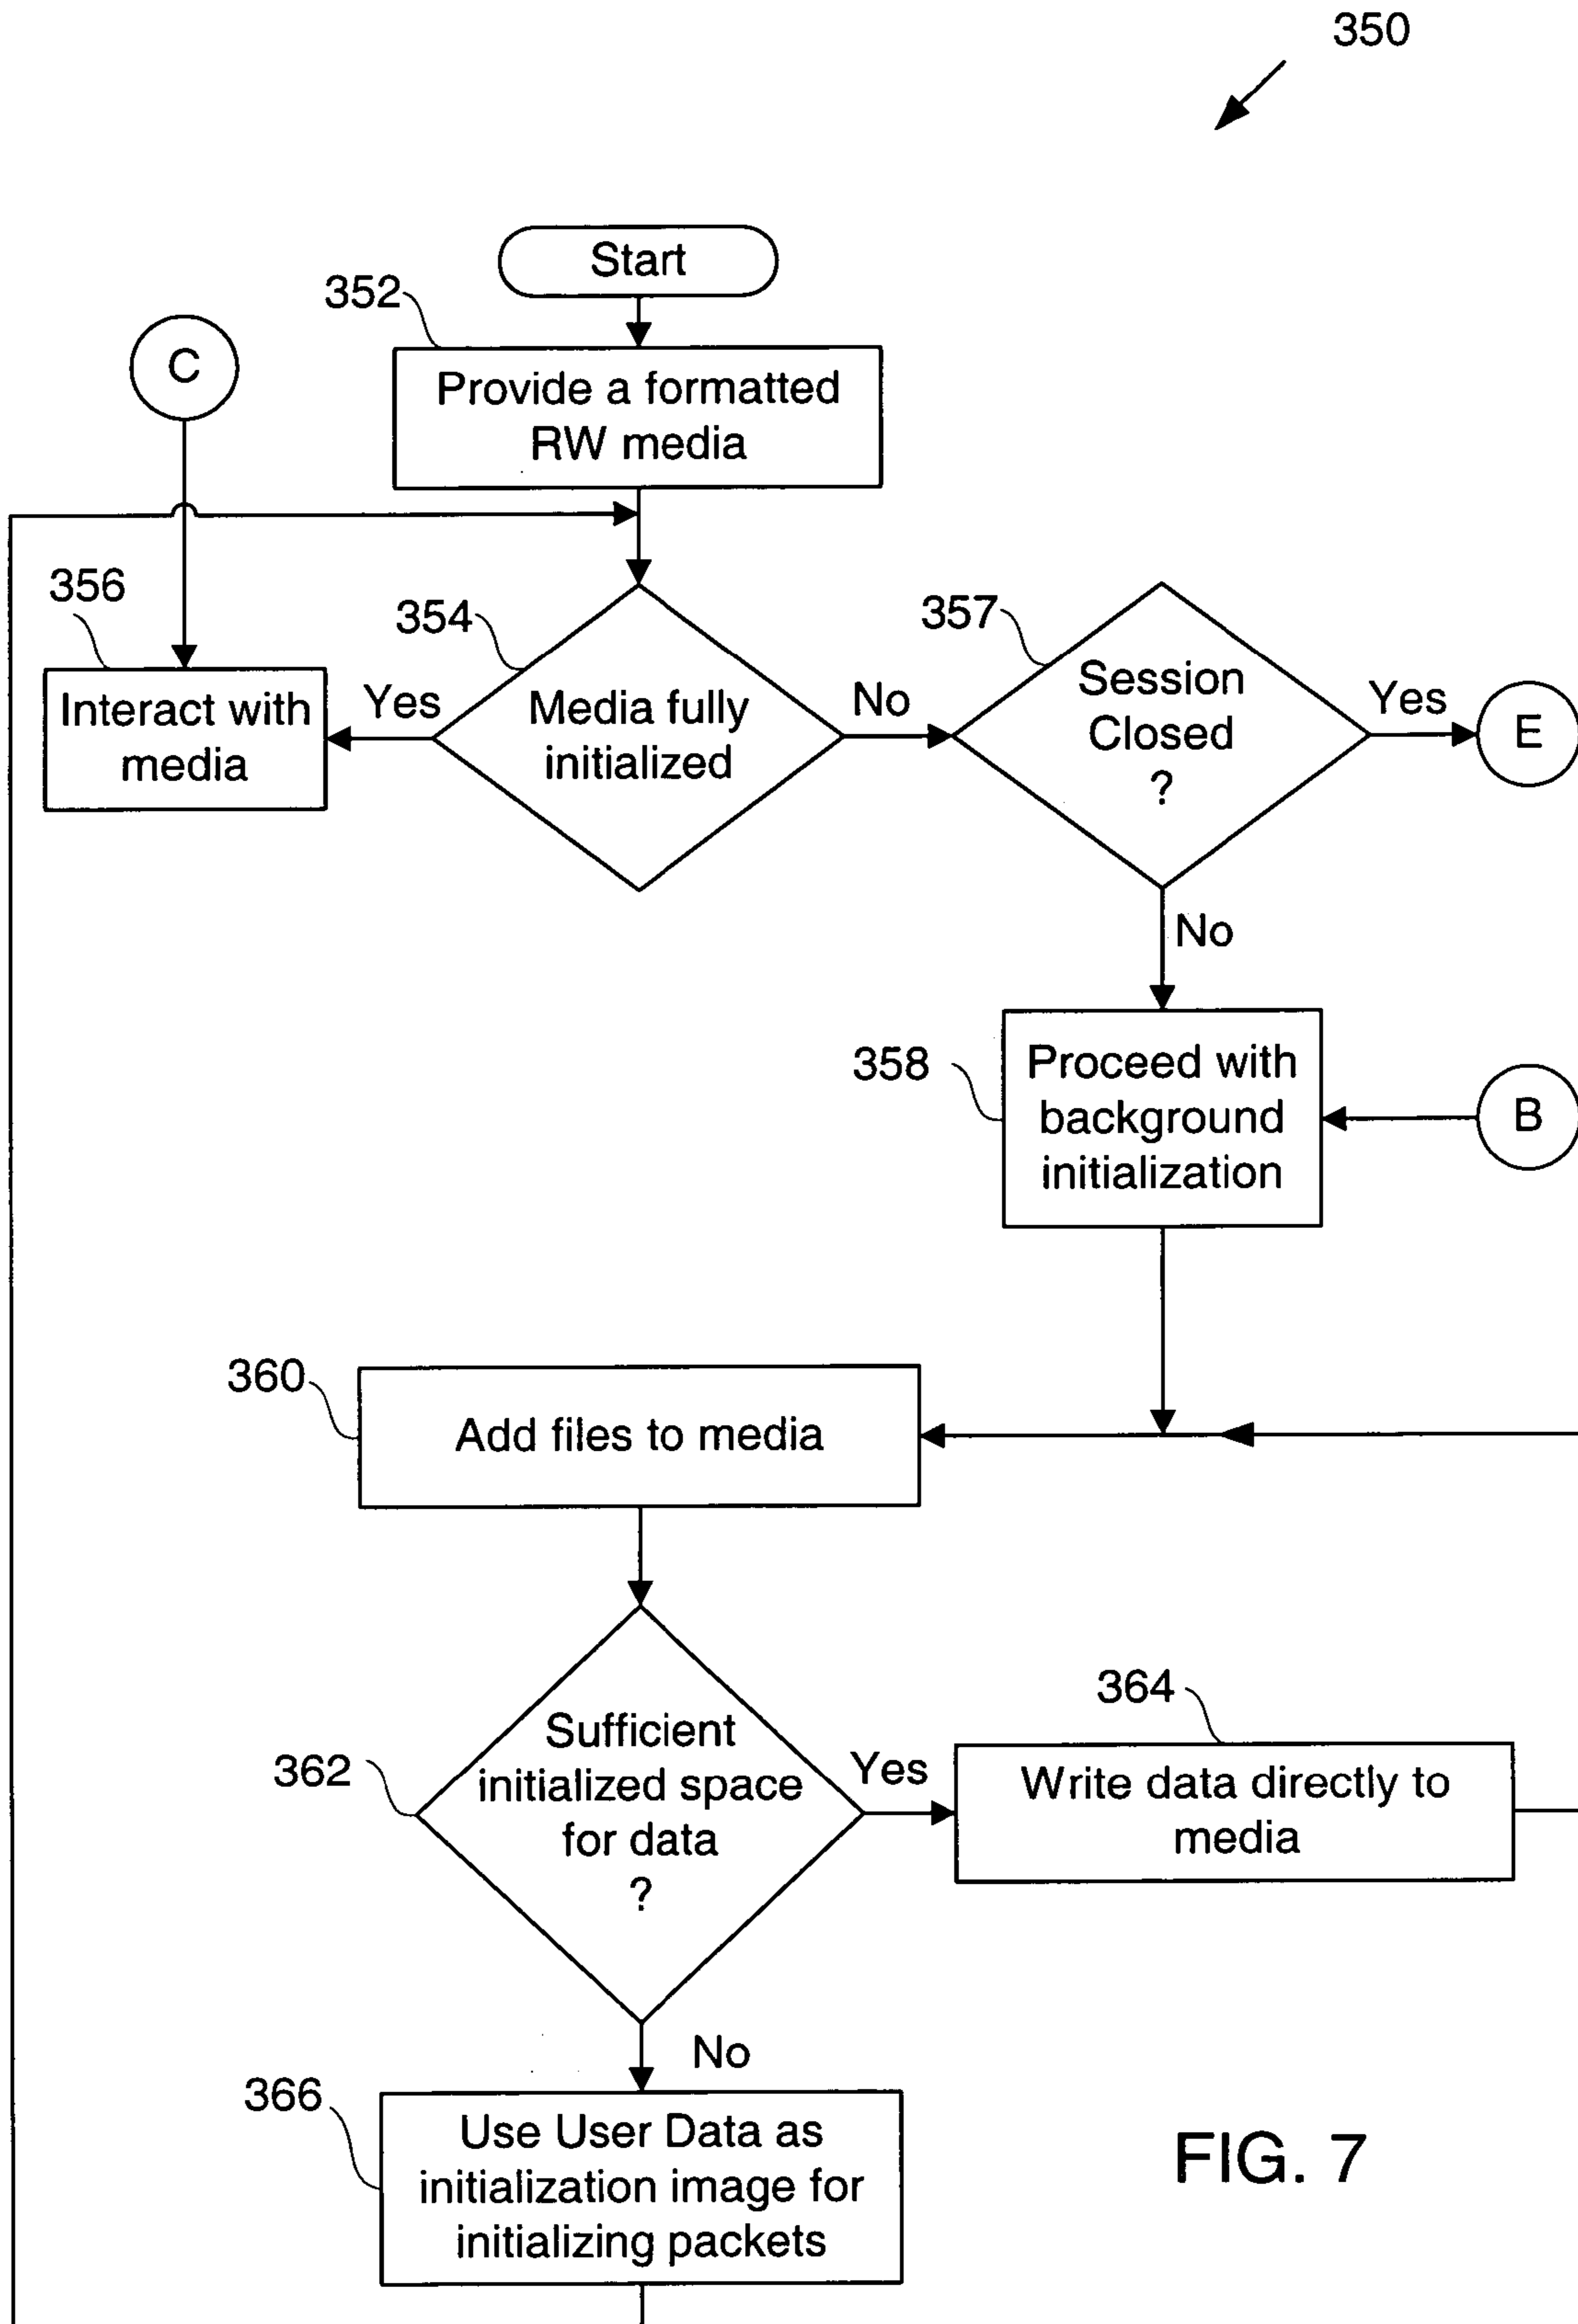 350
Start
352
C
Provide a formatted
RW media
356
354
357
Interact with
media
Yes
Media fully
initialized
No
Session
Closed
?
Yes
E
No
358
Proceed with
background
initialization
B
360
Add files to media
362
Sufficient
initialized space
for data
?
Yes
364
Write data directly to
media
No
366
Use User Data as
initialization image for
initializing packets
FIG. 7